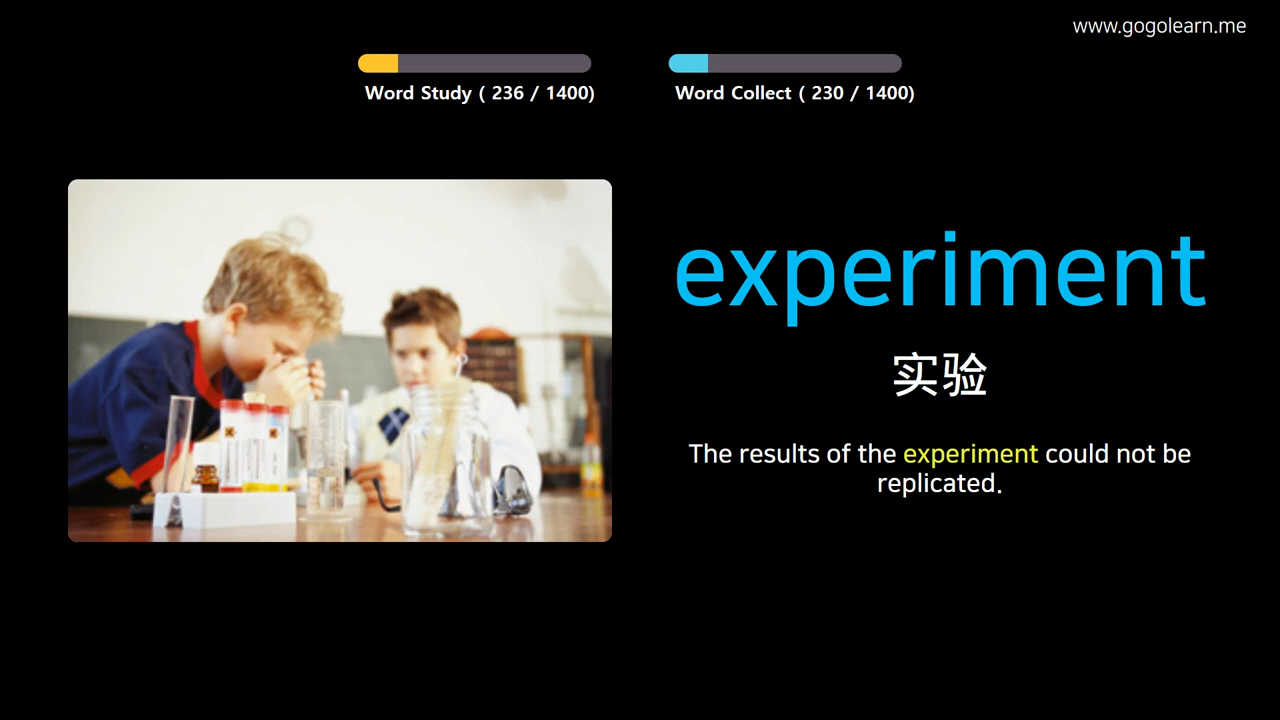 www.gogolearn.me
Word Study ( 236 / 1400)
Word Collect ( 230 / 1400)
experiment
实验
The results of the experiment could not be
replicated.